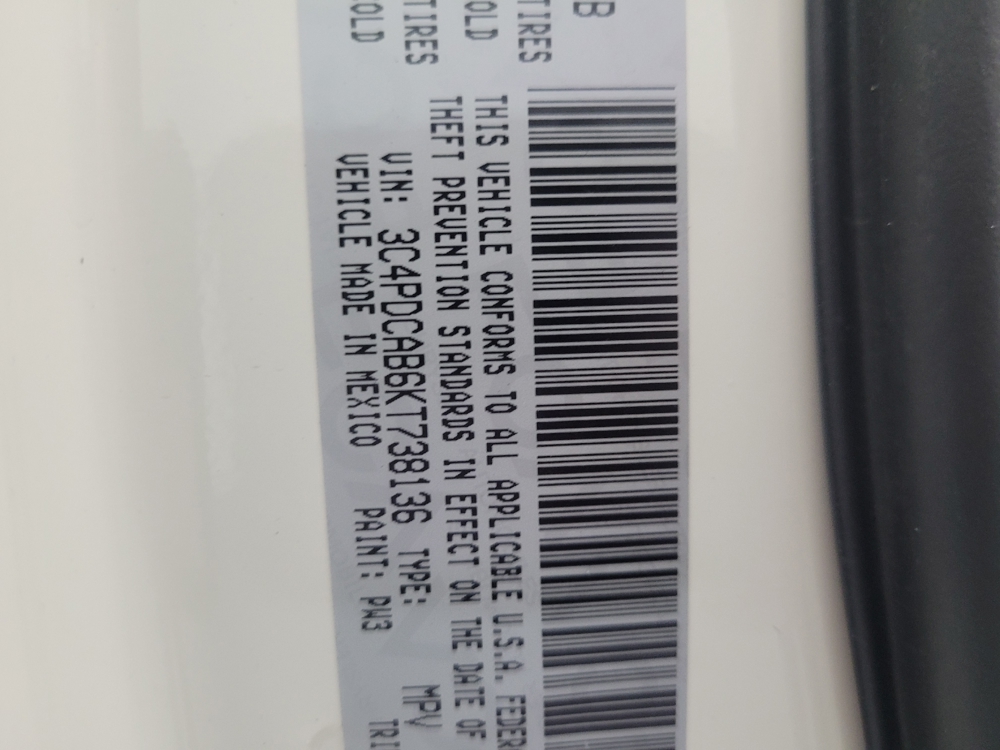 B
TIRES
OLD
TIRES
OLD
THIS VEHICLE CONFORMS TO ALL APPLICABLE U.S.A. FEDER
THEFT PREVENTION STANDARDS IN EFFECT ON THE DATE OF
VIN: 3C4PDCAB6KT738136 TYPE: MPV
VEHICLE MADE IN MEXICO PAINT: PW3 TRI